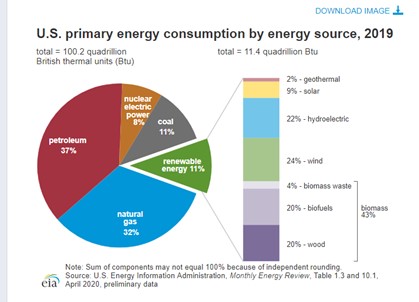 DOWNLOAD IMAGE
U.S. primary energy consumption by energy source, 2019
total = 100.2 quadrillion
British thermal units (Btu)
total = 11.4 quadrillion Btu
nuclear
electric
power
8%
coal
11%
petroleum
37%
renewable
energy 11%
natural
gas
32%
2% - geothermal
9% - solar
22% - hydroelectric
24% - wind
4% - biomass waste
20% - biofuels
biomass
43%
20% - wood
Note: Sum of components may not equal 100% because of independent rounding.
Source: U.S. Energy Information Administration, Monthly Energy Review, Table 1.3 and 10.1,
April 2020, preliminary data
eia